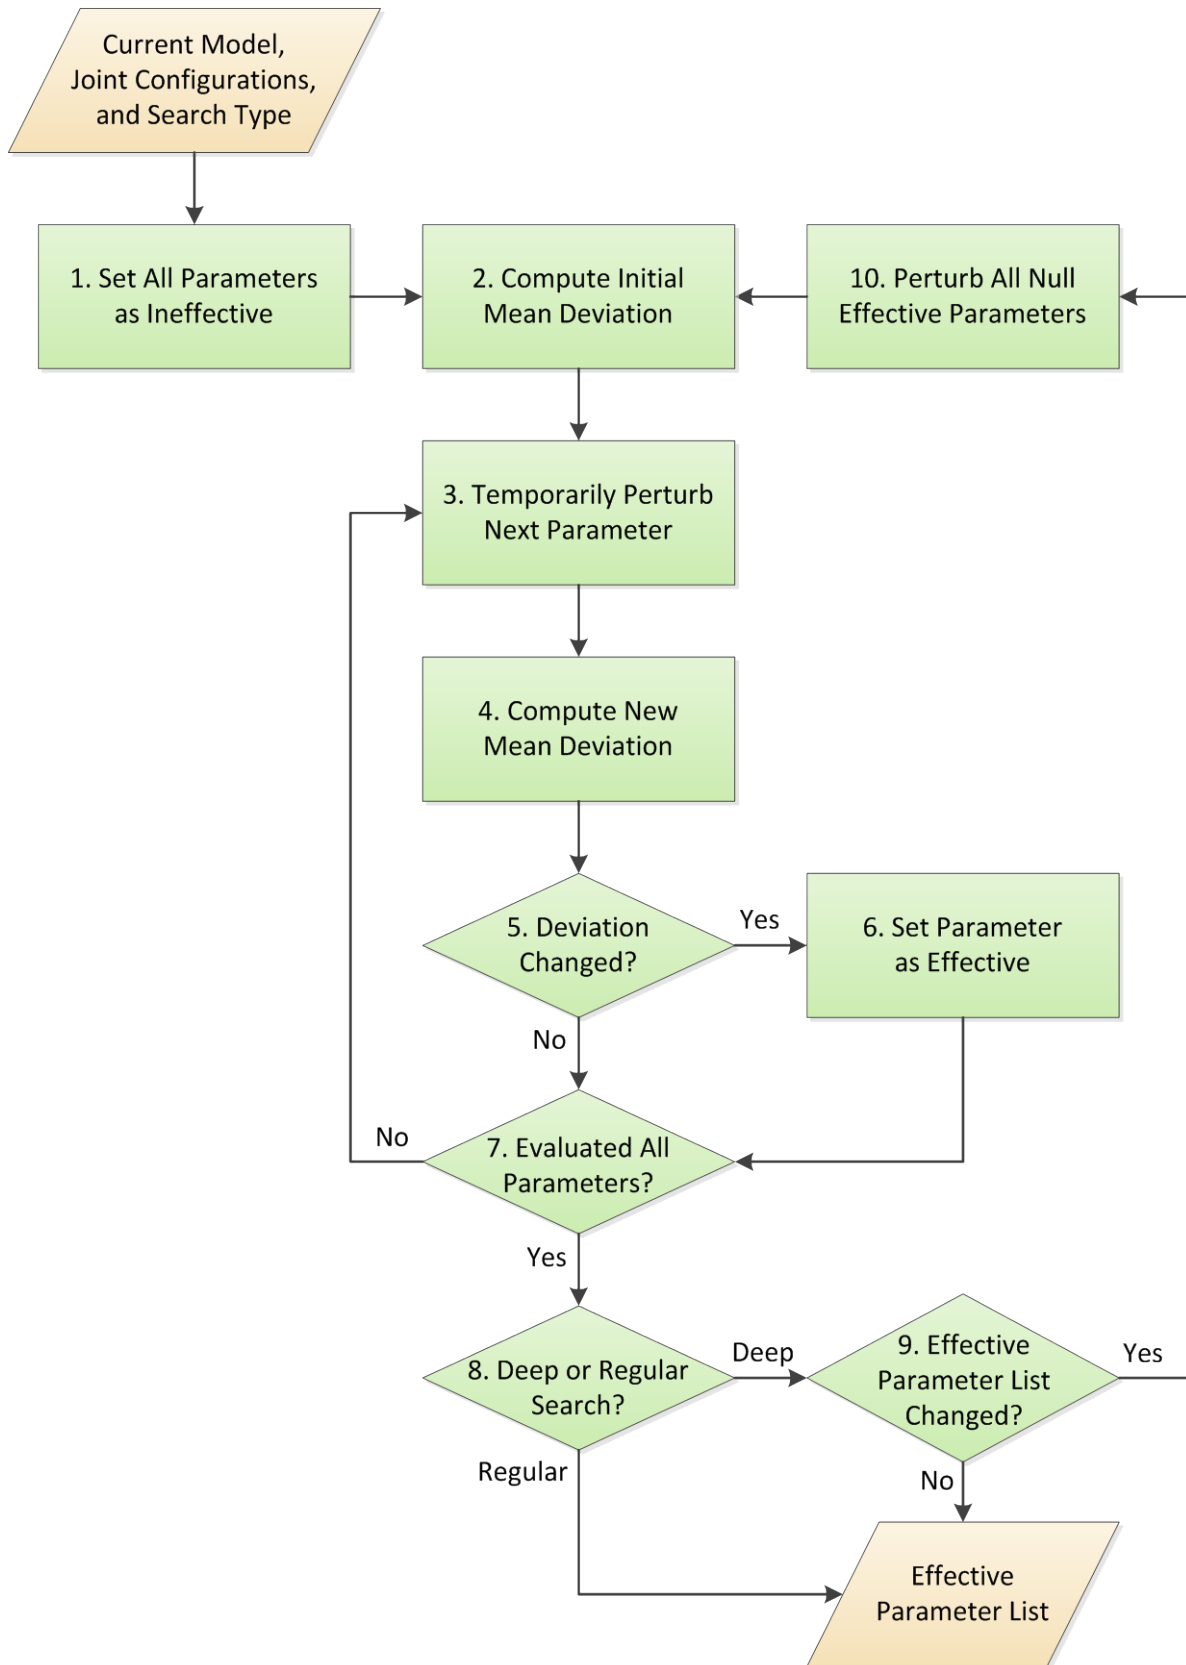 Current Model,
Joint Configurations,
and Search Type
1. Set All Parameters
as Ineffective
2. Compute Initial
Mean Deviation
10. Perturb All Null
Effective Parameters
3. Temporarily Perturb
Next Parameter
4. Compute New
Mean Deviation
5. Deviation
Changed?
Yes
6. Set Parameter
as Effective
No
No
7. Evaluated All
Parameters?
Yes
8. Deep or Regular
Search?
Deep
9. Effective
Parameter List
Changed?
Yes
Regular
No
Effective
Parameter List